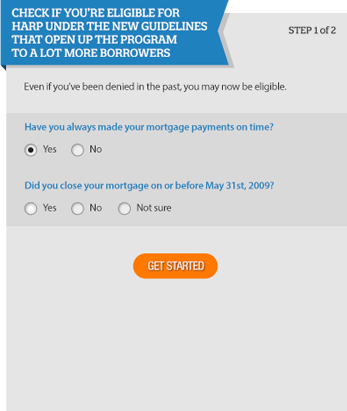 CHECK IF YOU'RE ELIGIBLE FOR
HARP UNDER THE NEW GUIDELINES
THAT OPEN UP THE PROGRAM
TO A LOT MORE BORROWERS
STEP 1 of 2
Even if you've been denied in the past, you may now be eligible.
Have you always made your mortgage payments on time?
Yes No
Did you close your mortgage on or before May 31st, 2009?
Yes No Not sure
GET STARTED